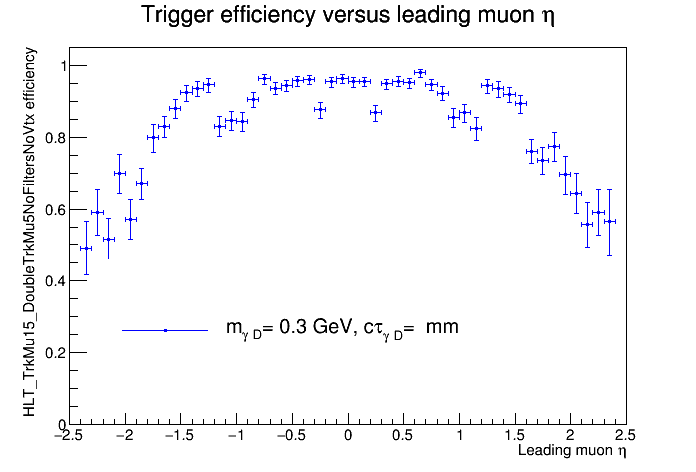 Trigger efficiency versus leading muon η
HLT_TrkMu15_DoubleTrkMu5NoFiltersNoVtx efficiency
1
0.8
0.6
0.4
0.2
0
m_γ D= 0.3 GeV, cτ_γ D= mm
−2.5 −2 −1.5 −1 −0.5 0 0.5 1 1.5 2 2.5
Leading muon η